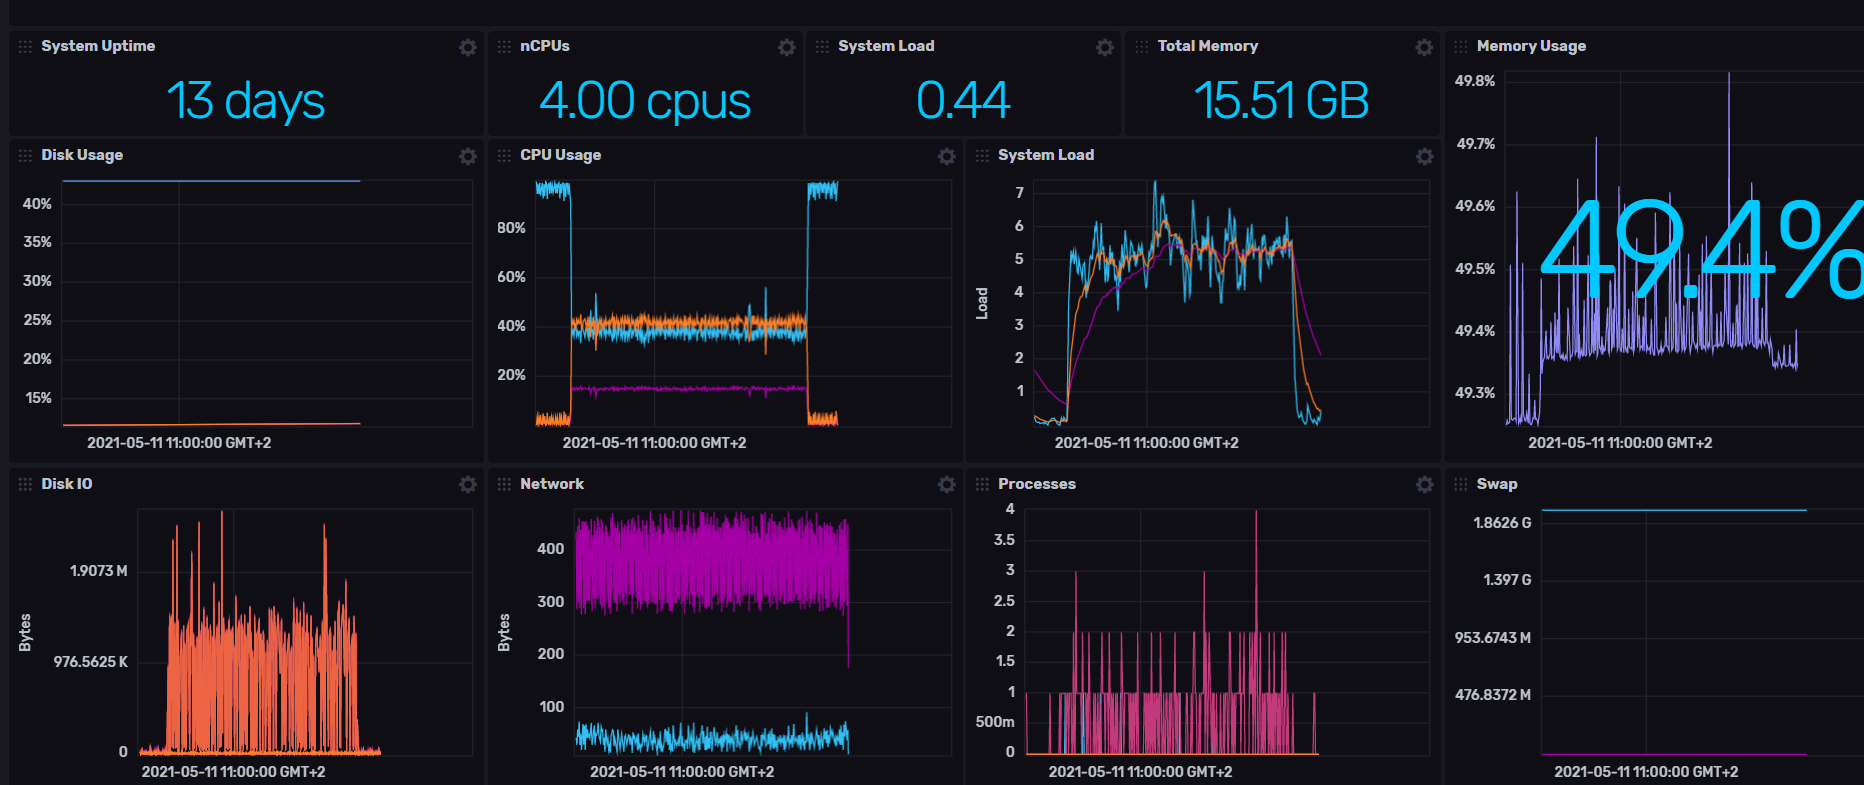 System Uptime
13 days
nCPUs
4.00 cpus
System Load
0.44
Total Memory
15.51 GB
Memory Usage
49.8%
49.7%
49.6%
49.5%
49.4%
49.3%
49.4%
2021-05-11 11:00:00 GMT+2
Disk Usage
40%
35%
30%
25%
20%
15%
2021-05-11 11:00:00 GMT+2
CPU Usage
80%
60%
40%
20%
2021-05-11 11:00:00 GMT+2
System Load
Load
7
6
5
4
3
2
1
2021-05-11 11:00:00 GMT+2
Disk IO
Bytes
1.9073 M
976.5625 K
0
2021-05-11 11:00:00 GMT+2
Network
Bytes
400
300
200
100
2021-05-11 11:00:00 GMT+2
Processes
4
3.5
3
2.5
2
1.5
1
500m
0
2021-05-11 11:00:00 GMT+2
Swap
1.8626 G
1.397 G
953.6743 M
476.8372 M
2021-05-11 11:00:00 GMT+2